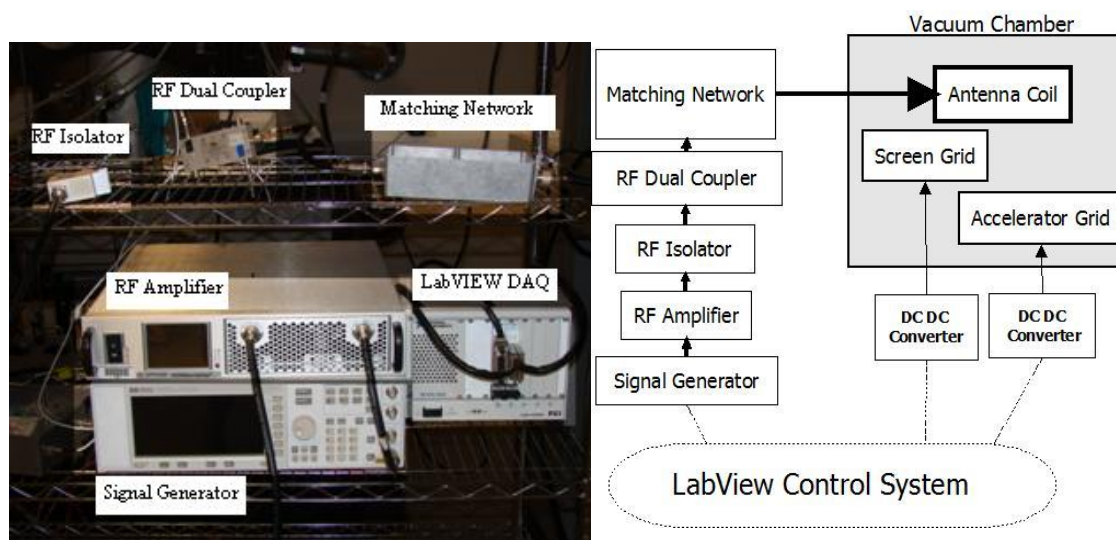 RF Dual Coupler
Matching Network
RF Isolator
RF Amplifier
LabVIEW DAQ
Signal Generator
Vacuum Chamber
Matching Network
Antenna Coil
Screen Grid
RF Dual Coupler
Accelerator Grid
RF Isolator
RF Amplifier
DC DC
Converter
DC DC
Converter
Signal Generator
LabView Control System